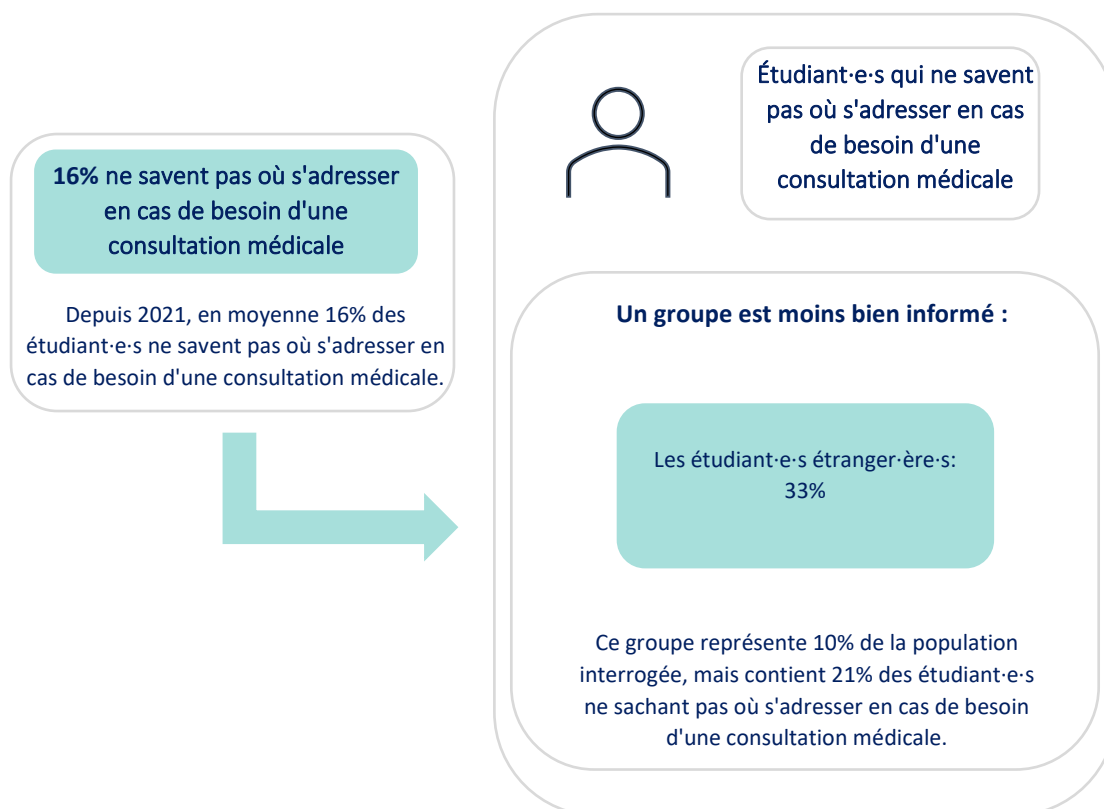 16% ne savent pas où s'adresser
en cas de besoin d'une
consultation médicale
Depuis 2021, en moyenne 16% des
étudiant·e·s ne savent pas où s'adresser en
cas de besoin d'une consultation médicale.
Étudiant·e·s qui ne savent
pas où s'adresser en cas
de besoin d'une
consultation médicale
Un groupe est moins bien informé :
Les étudiant·e·s étranger·ère·s:
33%
Ce groupe représente 10% de la population
interrogée, mais contient 21% des étudiant·e·s
ne sachant pas où s'adresser en cas de besoin
d'une consultation médicale.